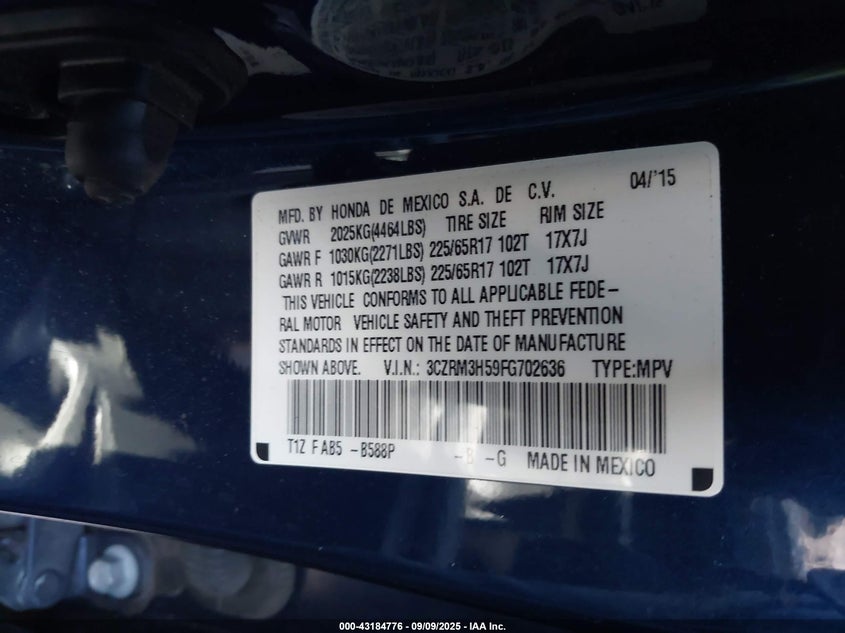 MFD. BY HONDA DE MEXICO S.A. DE C.V. 04/'15
GVWR 2025KG(4464LBS) TIRE SIZE RIM SIZE
GAWR F 1030KG(2271LBS) 225/65R17 102T 17X7J
GAWR R 1015KG(2238LBS) 225/65R17 102T 17X7J
THIS VEHICLE CONFORMS TO ALL APPLICABLE FEDE-
RAL MOTOR VEHICLE SAFETY AND THEFT PREVENTION
STANDARDS IN EFFECT ON THE DATE OF MANUFACTURE
SHOWN ABOVE. V.I.N.: 3CZRM3H59FG702636 TYPE:MPV
T1Z FAB5 -B588P -B -G MADE IN MEXICO
000-43184776 - 09/09/2025 - IAA Inc.